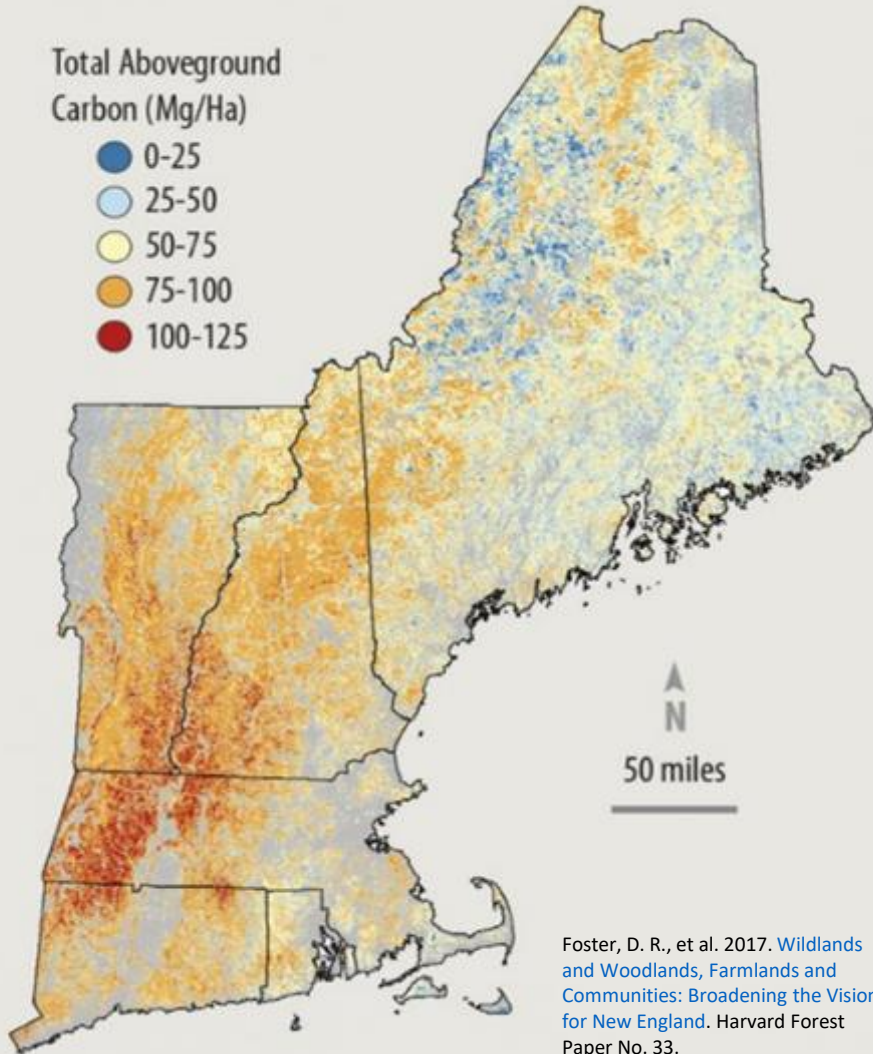 Total Aboveground
Carbon (Mg/Ha)
0-25
25-50
50-75
75-100
100-125
N
50 miles
Foster, D. R., et al. 2017. Wildlands
and Woodlands, Farmlands and
Communities: Broadening the Vision
for New England. Harvard Forest
Paper No. 33.